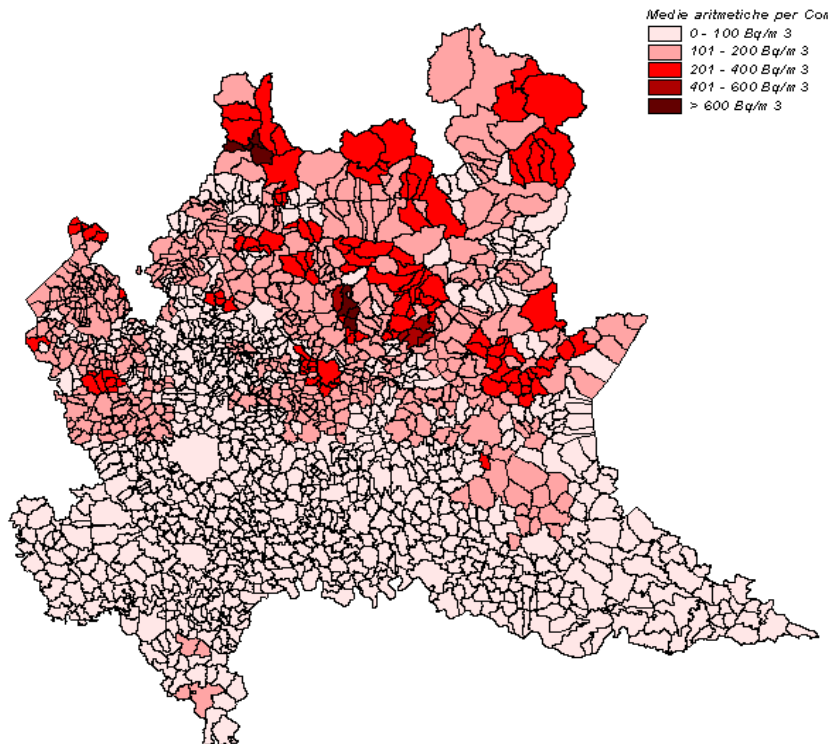 Medie aritmetiche per Com
0 - 100 Bq/m 3
101 - 200 Bq/m 3
201 - 400 Bq/m 3
401 - 600 Bq/m 3
> 600 Bq/m 3